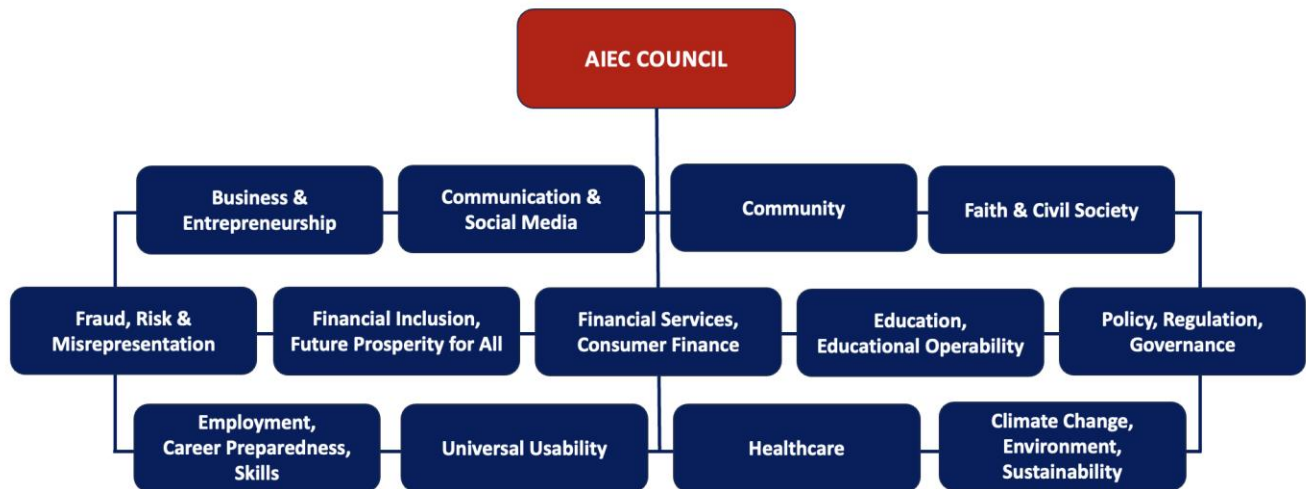 AIEC COUNCIL
Business &
Entrepreneurship
Communication &
Social Media
Community
Faith & Civil Society
Fraud, Risk &
Misrepresentation
Financial Inclusion,
Future Prosperity for All
Financial Services,
Consumer Finance
Education,
Educational Operability
Policy, Regulation,
Governance
Employment,
Career Preparedness,
Skills
Universal Usability
Healthcare
Climate Change,
Environment,
Sustainability